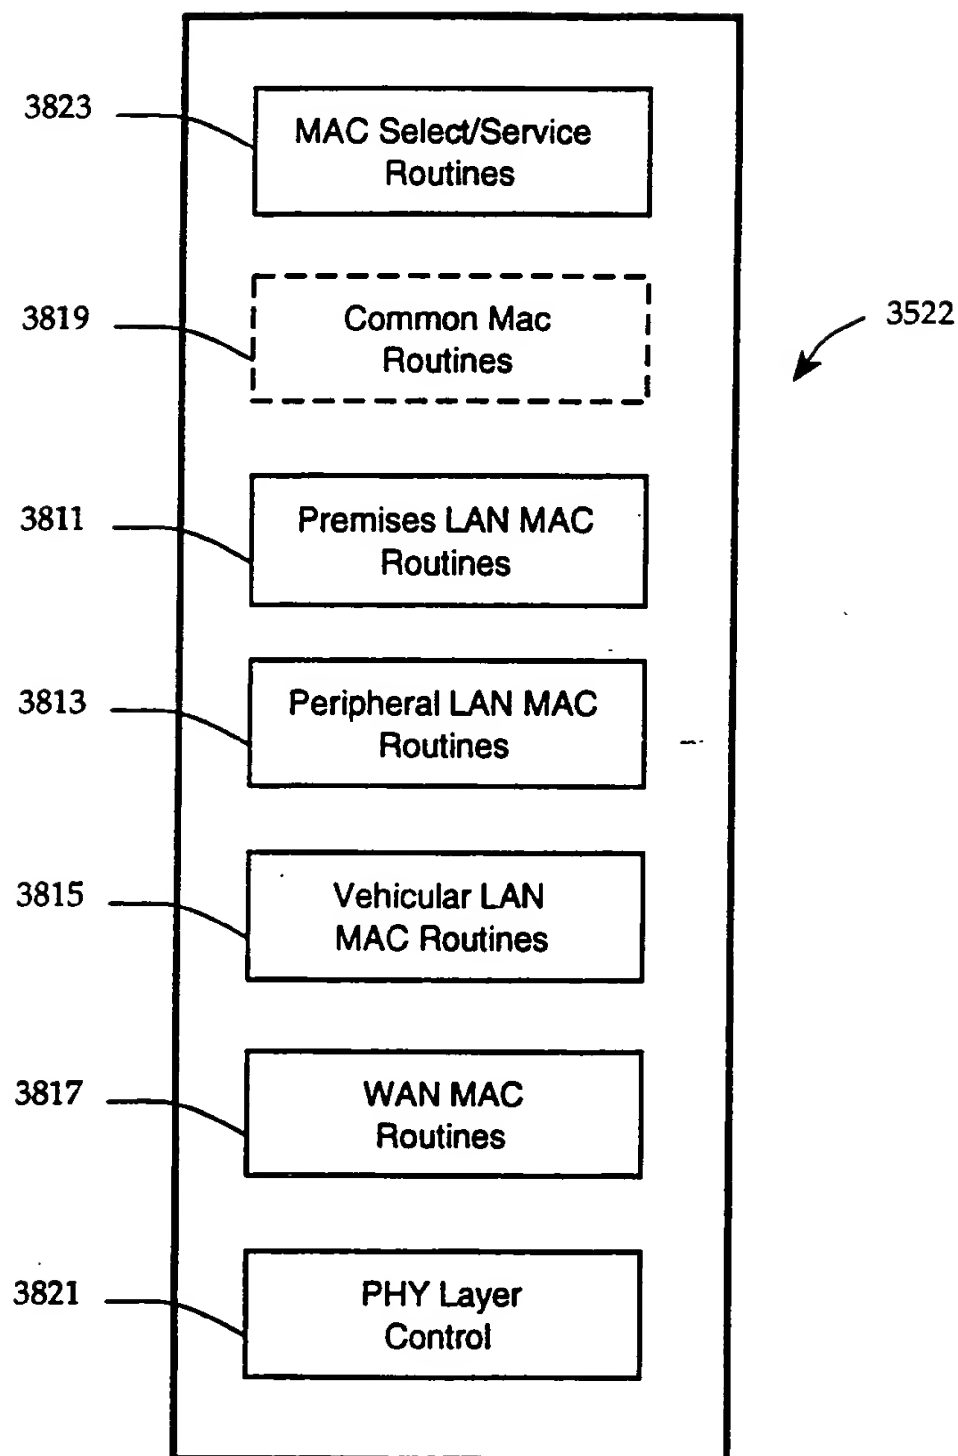 3823
MAC Select/Service
Routines
3819
Common Mac
Routines
3522
3811
Premises LAN MAC
Routines
3813
Peripheral LAN MAC
Routines
3815
Vehicular LAN
MAC Routines
3817
WAN MAC
Routines
3821
PHY Layer
Control